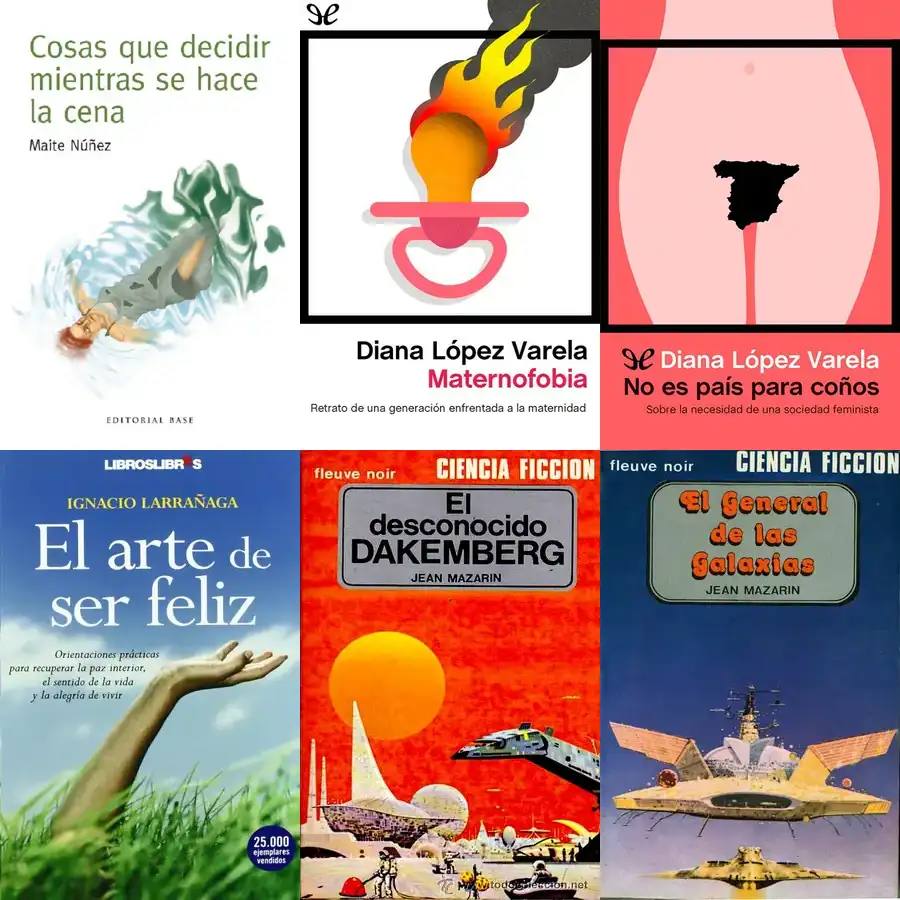 Cosas que decidir
mientras se hace
la cena
Maite Núñez
EDITORIAL BASE
Diana López Varela
Maternofobia
Retrato de una generación enfrentada a la maternidad
Diana López Varela
No es país para coños
Sobre la necesidad de una sociedad feminista
LIBROSLIBRES
IGNACIO LARRAÑAGA
El arte de
ser feliz
Orientaciones prácticas
para recuperar la paz interior,
el sentido de la vida
y la alegría de vivir
25.000
ejemplares
vendidos
fleuve noir
CIENCIA FICCION
El
desconocido
DAKEMBERG
JEAN MAZARIN
www.todocoleccion.net
fleuve noir
CIENCIA FICCION
El General
de las
Galaxias
JEAN MAZARIN